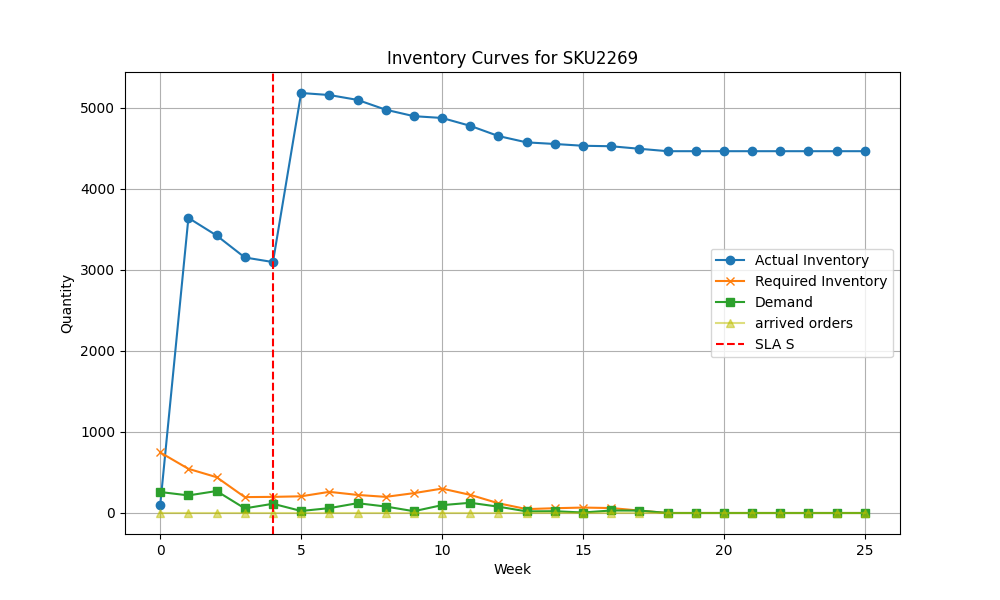 Inventory Curves for SKU2269
Quantity
5000
4000
3000
2000
1000
0
Actual Inventory
Required Inventory
Demand
arrived orders
SLA S
0 5 10 15 20 25
Week